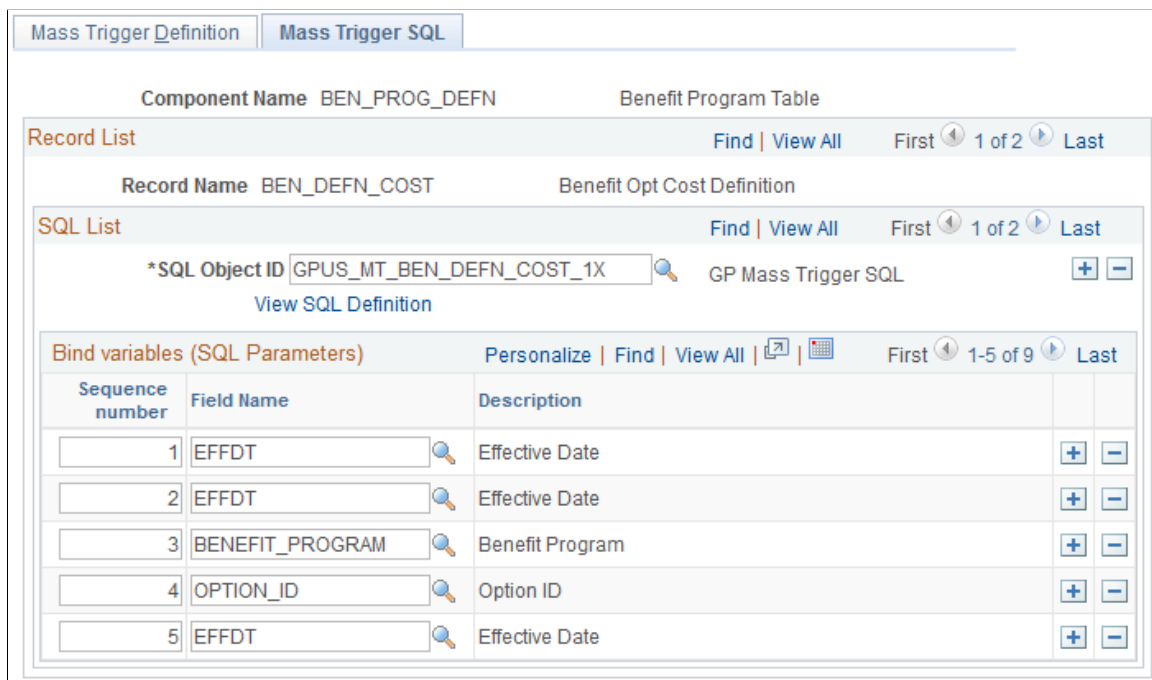 Mass Trigger Definition Mass Trigger SQL
Component Name BEN_PROG_DEFN Benefit Program Table
Record List Find | View All First 1 of 2 Last
Record Name BEN_DEFN_COST Benefit Opt Cost Definition
SQL List Find | View All First 1 of 2 Last
*SQL Object ID GPUS_MT_BEN_DEFN_COST_1X GP Mass Trigger SQL
View SQL Definition
Bind variables (SQL Parameters) Personalize | Find | View All | | First 1-5 of 9 Last
Sequence number Field Name Description
1 EFFDT Effective Date
2 EFFDT Effective Date
3 BENEFIT_PROGRAM Benefit Program
4 OPTION_ID Option ID
5 EFFDT Effective Date